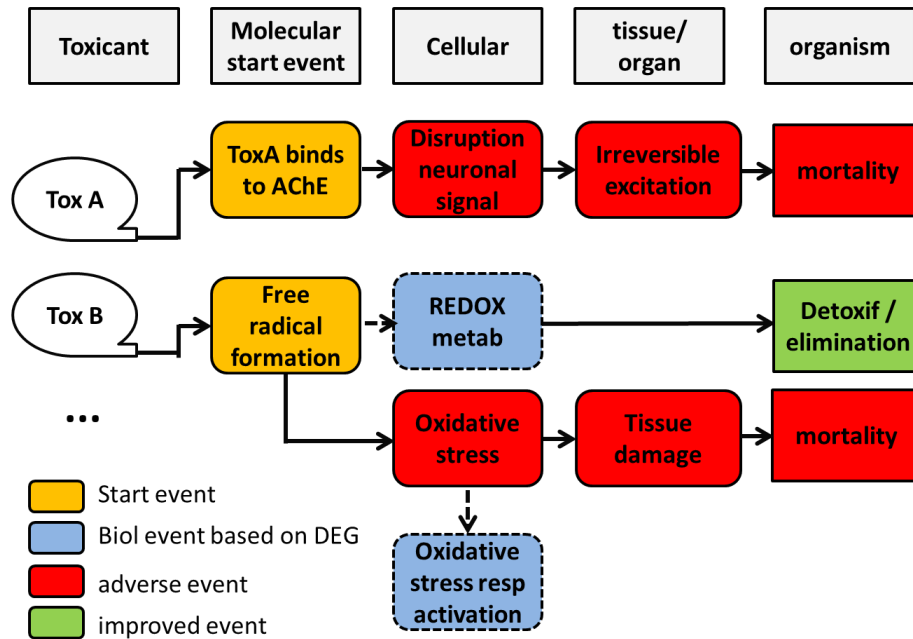 Toxicant
Molecular
start event
Cellular
tissue/
organ
organism
Tox A
ToxA binds
to AChE
Disruption
neuronal
signal
Irreversible
excitation
mortality
Tox B
Free
radical
formation
REDOX
metab
Detoxif /
elimination
...
Oxidative
stress
Tissue
damage
mortality
Start event
Biol event based on DEG
adverse event
improved event
Oxidative
stress resp
activation